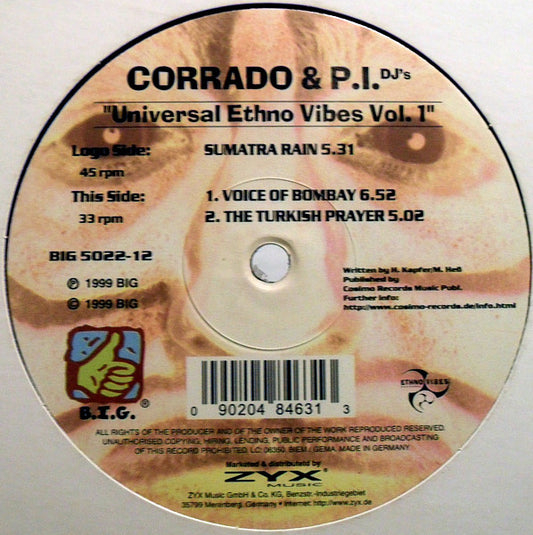 CORRADO & P.I. DJ's
"Universal Ethno Vibes Vol. 1"
Logo Side: SUMATRA RAIN 5.31
45 rpm
This Side: 1. VOICE OF BOMBAY 6.52
33 rpm 2. THE TURKISH PRAYER 5.02
BIG 5022-12
Ⓟ 1999 BIG
© 1999 BIG
Written by H. Kapfer/M. Heß
Published by
Cosimo Records Music Publ.
Further info:
http://www.cosimo-records.de/info.html
B.I.G. ®
ETHNO VIBES
0 90204 84631 3
ALL RIGHTS OF THE PRODUCER AND OF THE OWNER OF THE WORK REPRODUCED RESERVED.
UNAUTHORISED COPYING, HIRING, LENDING, PUBLIC PERFORMANCE AND BROADCASTING
OF THIS RECORD PROHIBITED. LC: 06350. BIEM / GEMA. MADE IN GERMANY
Marketed & distributed by
ZYX ®
MUSIC
ZYX Music GmbH & Co. KG, Benzstr.-Industriegebiet
35799 Merenberg, Germany • Internet: http://www.zyx.de